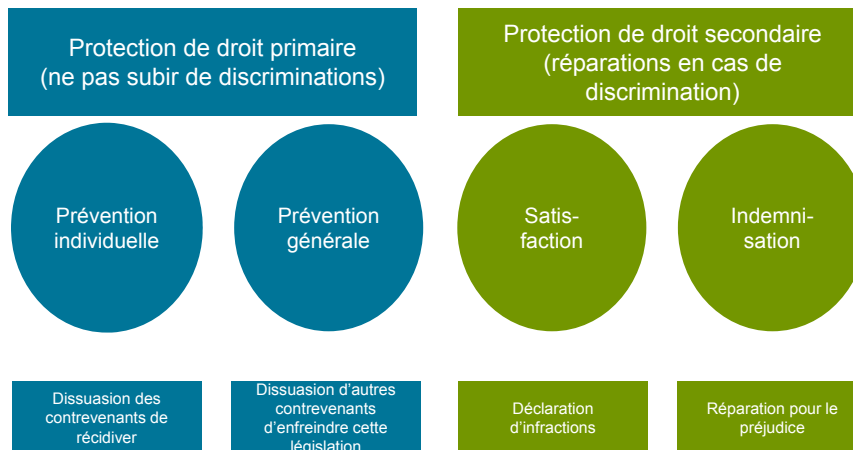 Protection de droit primaire
(ne pas subir de discriminations)
Protection de droit secondaire
(réparations en cas de
discrimination)
Prévention
individuelle
Prévention
générale
Satis-
faction
Indemni-
sation
Dissuasion des
contrevenants de
récidiver
Dissuasion d'autres
contrevenants
d'enfreindre cette
législation
Déclaration
d'infractions
Réparation pour le
préjudice